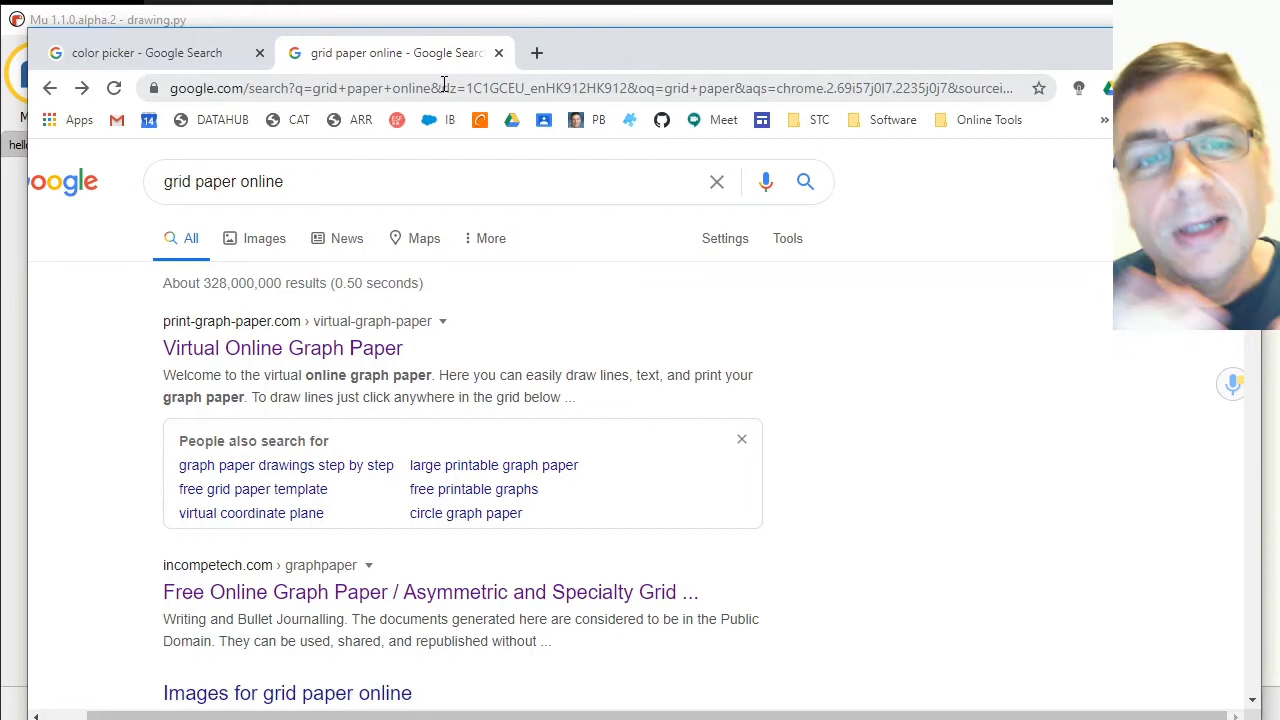 Mu 1.1.0.alpha.2 - drawing.py
color picker - Google Search
grid paper online - Google Searc
google.com/search?q=grid+paper+online&rlz=1C1GCEU_enHK912HK912&oq=grid+paper&aqs=chrome.2.69i57j0l7.2235j0j7&sourcei...
Apps 14 DATAHUB CAT ARR IB PB Meet STC Software Online Tools »
hello
oogle grid paper online
All Images News Maps More Settings Tools
About 328,000,000 results (0.50 seconds)
print-graph-paper.com › virtual-graph-paper
Virtual Online Graph Paper
Welcome to the virtual online graph paper. Here you can easily draw lines, text, and print your
graph paper. To draw lines just click anywhere in the grid below ...
People also search for
graph paper drawings step by step large printable graph paper
free grid paper template free printable graphs
virtual coordinate plane circle graph paper
incompetech.com › graphpaper
Free Online Graph Paper / Asymmetric and Specialty Grid ...
Writing and Bullet Journalling. The documents generated here are considered to be in the Public
Domain. They can be used, shared, and republished without ...
Images for grid paper online